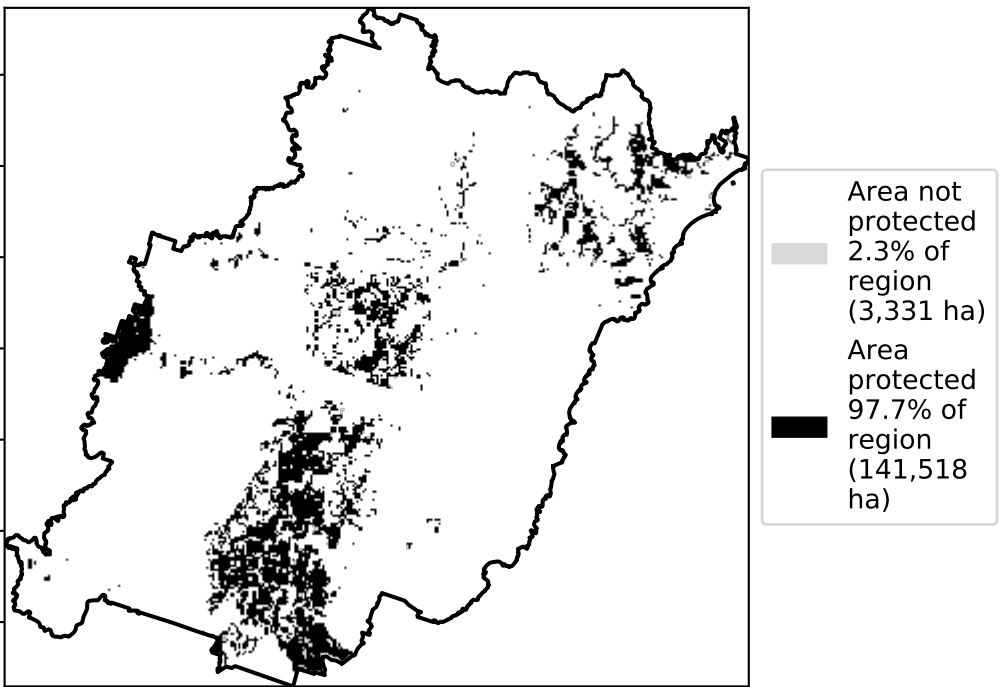 Area not
protected
2.3% of
region
(3,331 ha)
Area
protected
97.7% of
region
(141,518
ha)